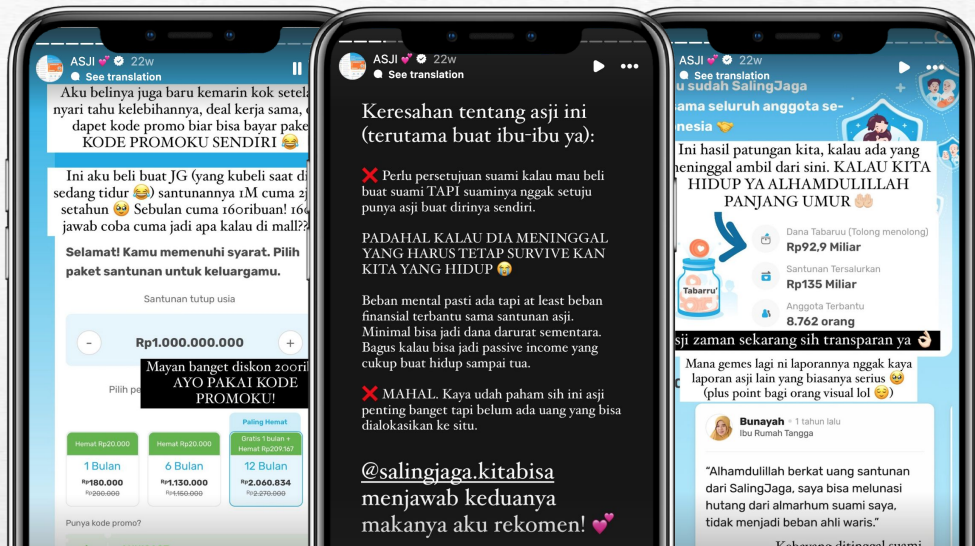 ASJI 💕 22w
See translation
Aku belinya juga baru kemarin kok
nyari tahu kelebihannya, deal kerja sama,
dapet kode promo biar bisa bayar
KODE PROMOKU SENDIRI 😂
Ini aku beli buat JG (yang kubeli saat
sedang tidur 😂) santunannya 1M cuma
setahun 🥹 Sebulan cuma 160ribuan!
jawab coba cuma jadi apa kalau di mall??
Selamat! Kamu memenuhi syarat. Pilih
paket santunan untuk keluargamu.
Santunan tutup usia
- Rp1.000.000.000 +
Mayan banget diskon
AYO PAKAI KODE
PROMOKU!
Paling Hemat
Hemat Rp20.000
1 Bulan
Rp180.000
Rp200.000
Hemat Rp20.000
6 Bulan
Rp1.130.000
Rp1.150.000
Gratis 1 bulan +
Hemat Rp209.167
12 Bulan
Rp2.060.834
Rp2.270.000
Punya kode promo?
ASJI 💕 22w
See translation
Keresahan tentang asji ini
(terutama buat ibu-ibu ya):
❌ Perlu persetujuan suami kalau mau beli
buat suami TAPI suaminya nggak setuju
punya asji buat dirinya sendiri.
PADAHAL KALAU DIA MENINGGAL
YANG HARUS TETAP SURVIVE KAN
KITA YANG HIDUP 😭
Beban mental pasti ada tapi at least beban
finansial terbantu sama santunan asji.
Minimal bisa jadi dana darurat sementara.
Bagus kalau bisa jadi passive income yang
cukup buat hidup sampai tua.
❌ MAHAL. Kaya udah paham sih ini asji
penting banget tapi belum ada uang yang bisa
dialokasikan ke situ.
@salingjaga.kitabisa
menjawab keduanya
makanya aku rekomen! 💕
ASJI 💕 22w
See translation
sudah SalingJaga
sama seluruh anggota se-
Ini hasil patungan kita, kalau ada yang
meninggal ambil dari sini. KALAU KITA
HIDUP YA ALHAMDULILLAH
PANJANG UMUR 🫶🏻
Tabarru'
Dana Tabaruu (Tolong menolong)
Rp92,9 Miliar
Santunan Tersalurkan
Rp135 Miliar
Anggota Terbantu
8.762 orang
zaman sekarang sih transparan ya 👌🏻
Mana gemes lagi ni laporannya nggak kaya
laporan asji lain yang biasanya serius 🥹
(plus point bagi orang visual lol 😌)
Bunayah • 1 tahun lalu
Ibu Rumah Tangga
"Alhamdulillah berkat uang santunan
dari SalingJaga, saya bisa melunasi
hutang dari almarhum suami saya,
tidak menjadi beban ahli waris."
ditinggal suami